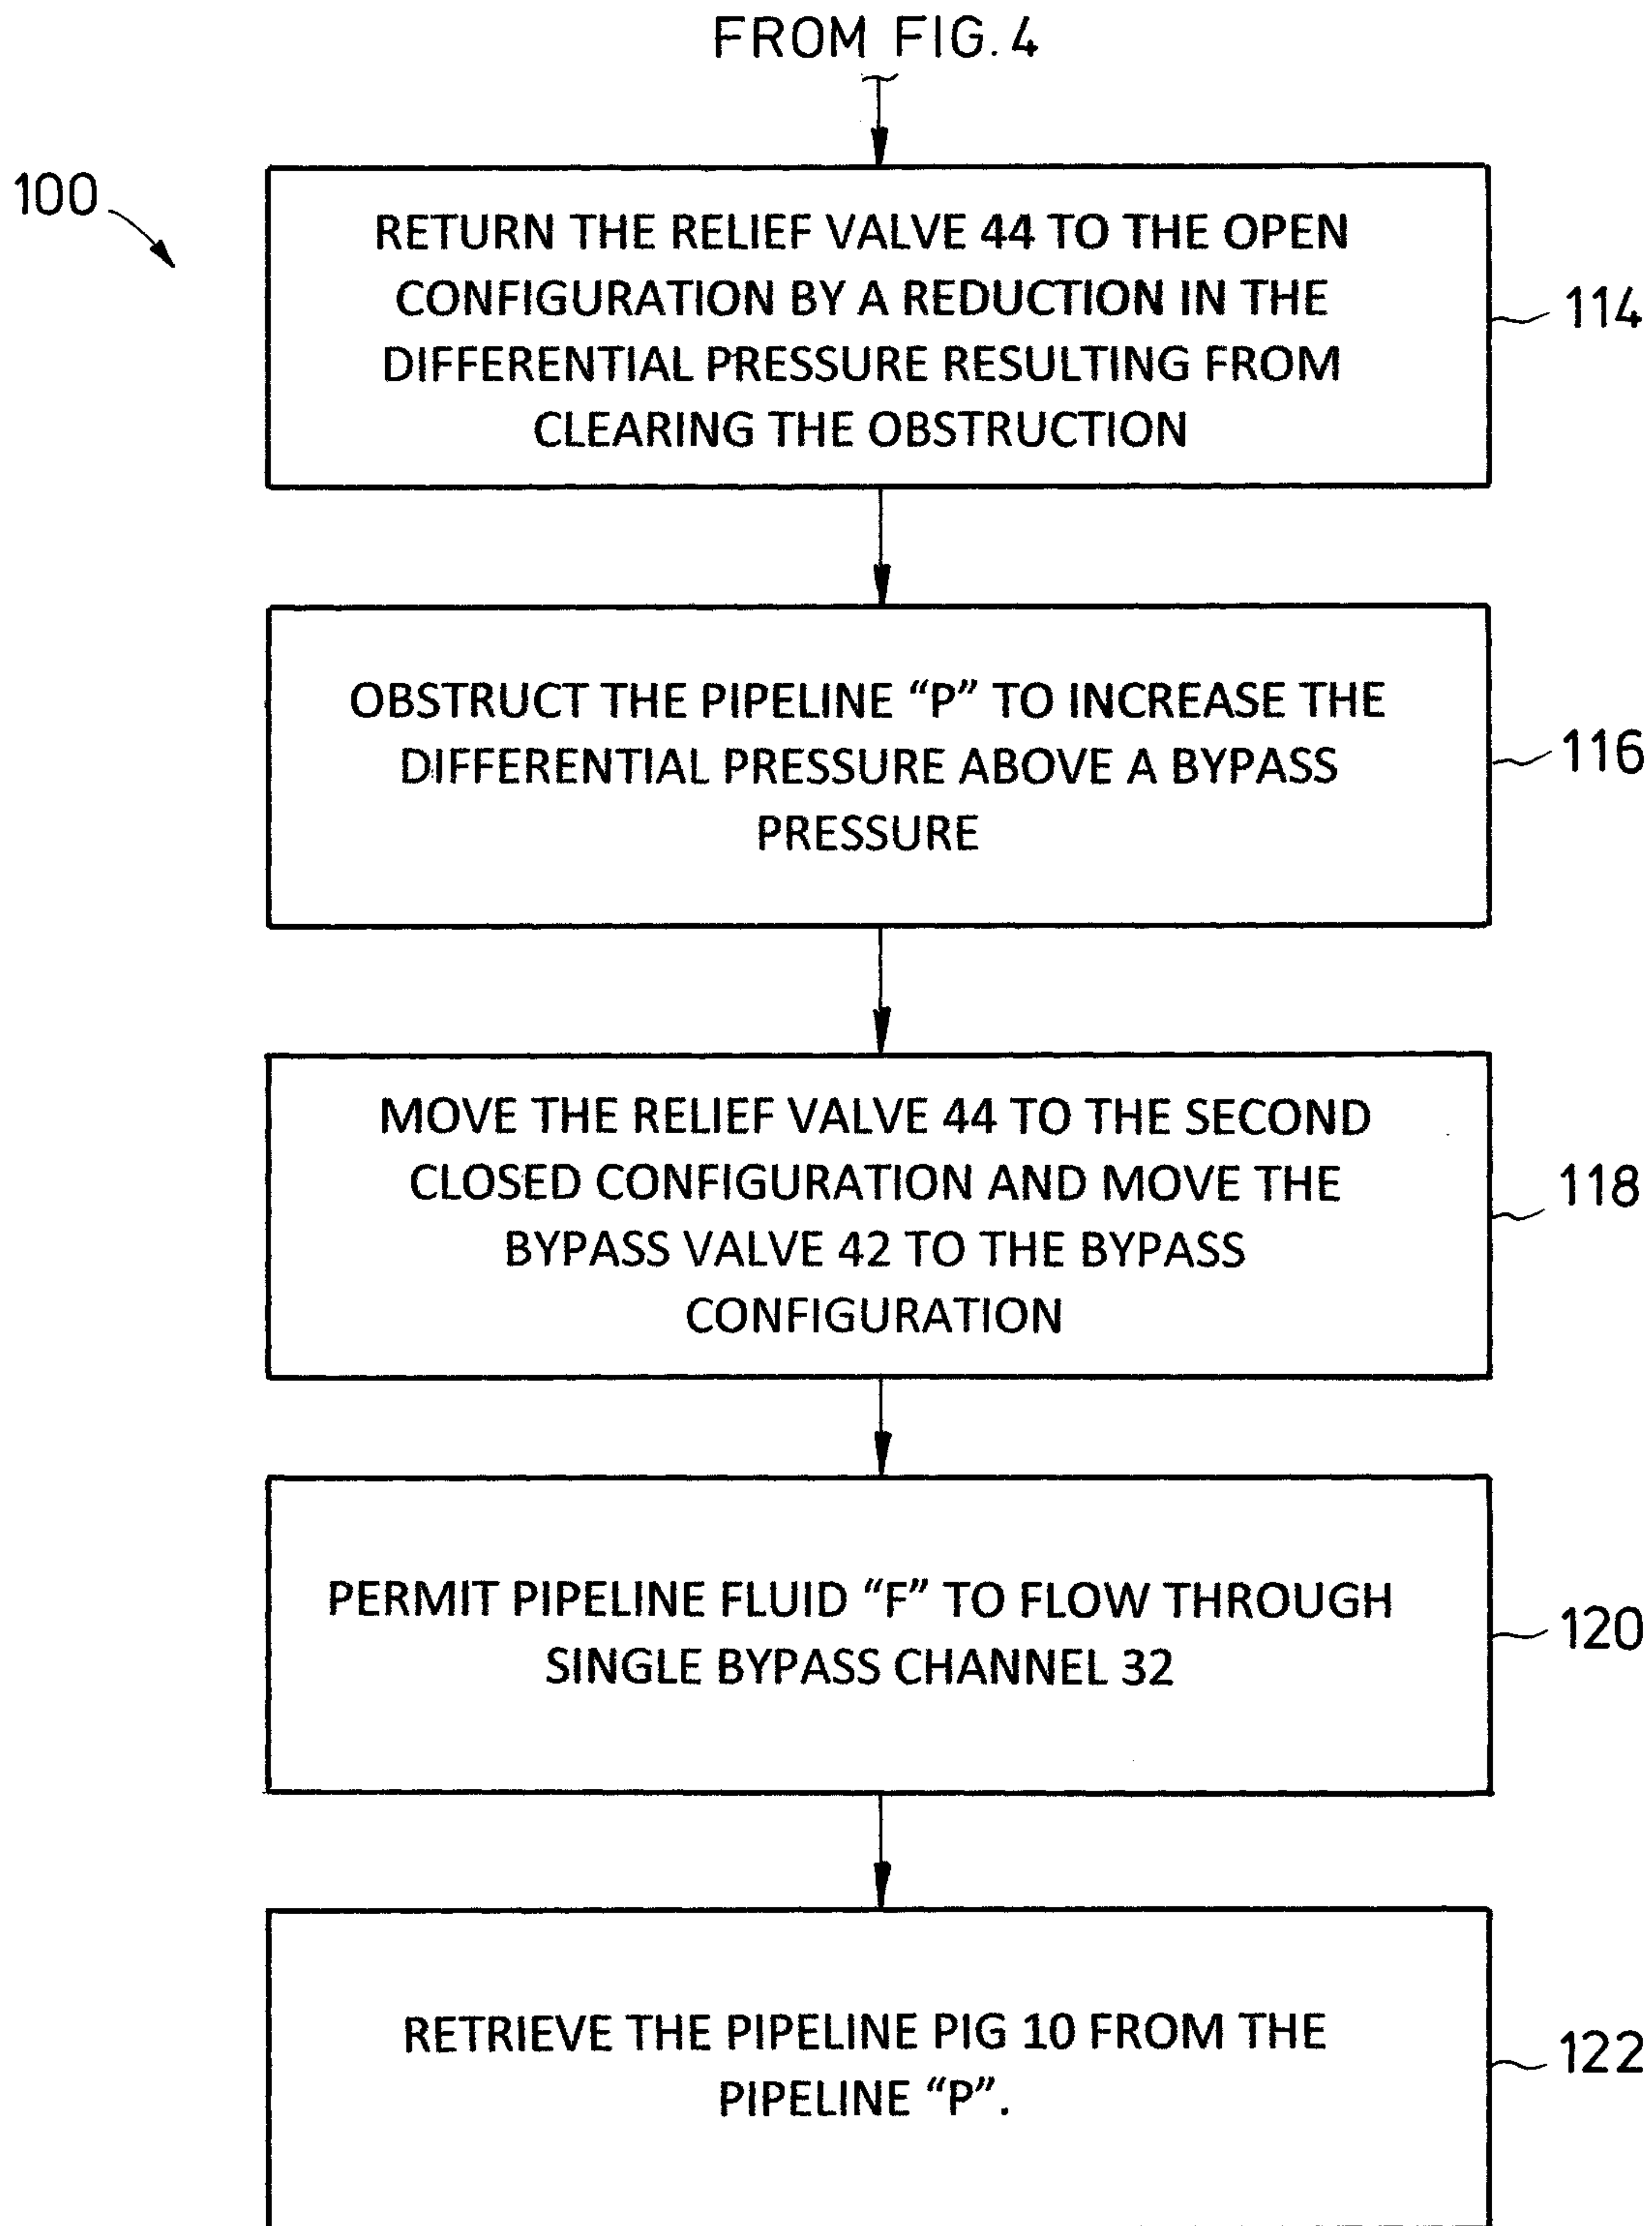 FROM FIG. 4
100
RETURN THE RELIEF VALVE 44 TO THE OPEN
CONFIGURATION BY A REDUCTION IN THE
DIFFERENTIAL PRESSURE RESULTING FROM
CLEARING THE OBSTRUCTION
114
OBSTRUCT THE PIPELINE “P” TO INCREASE THE
DIFFERENTIAL PRESSURE ABOVE A BYPASS
PRESSURE
116
MOVE THE RELIEF VALVE 44 TO THE SECOND
CLOSED CONFIGURATION AND MOVE THE
BYPASS VALVE 42 TO THE BYPASS
CONFIGURATION
118
PERMIT PIPELINE FLUID “F” TO FLOW THROUGH
SINGLE BYPASS CHANNEL 32
120
RETRIEVE THE PIPELINE PIG 10 FROM THE
PIPELINE “P”.
122